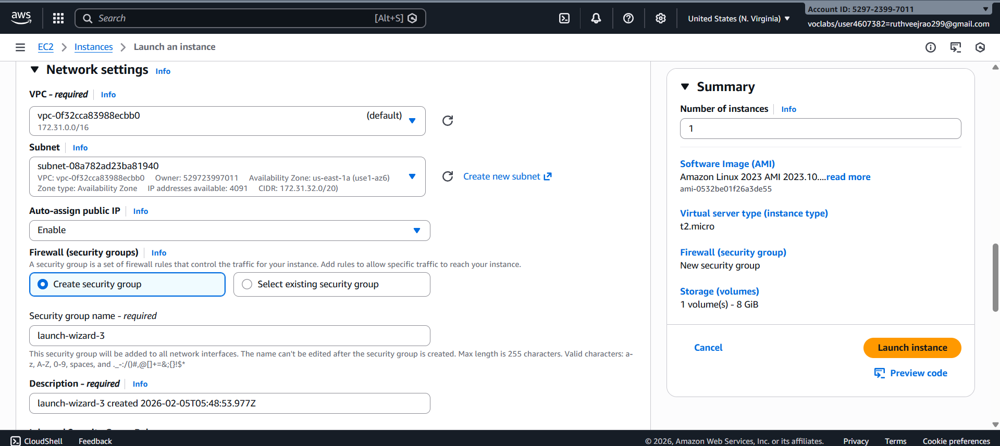 aws
Search [Alt+S]
United States (N. Virginia)
Account ID: 5297-2399-7011
voclabs/user4607382=ruthveejrao299@gmail.com
EC2 Instances Launch an instance
Network settings Info
VPC - required Info
vpc-0f32cca83988ecbb0 (default)
172.31.0.0/16
Subnet Info
subnet-08a782ad23ba81940
VPC: vpc-0f32cca83988ecbb0 Owner: 529723997011 Availability Zone: us-east-1a (use1-az6)
Zone type: Availability Zone IP addresses available: 4091 CIDR: 172.31.32.0/20)
Create new subnet
Auto-assign public IP Info
Enable
Firewall (security groups) Info
A security group is a set of firewall rules that control the traffic for your instance. Add rules to allow specific traffic to reach your instance.
Create security group
Select existing security group
Security group name - required
launch-wizard-3
This security group will be added to all network interfaces. The name can't be edited after the security group is created. Max length is 255 characters. Valid characters: a-
z, A-Z, 0-9, spaces, and ._-:/()#,@[]+=&;{}!$*
Description - required Info
launch-wizard-3 created 2026-02-05T05:48:53.977Z
Summary
Number of instances Info
1
Software Image (AMI)
Amazon Linux 2023 AMI 2023.10....read more
ami-0532be01f26a3de55
Virtual server type (instance type)
t2.micro
Firewall (security group)
New security group
Storage (volumes)
1 volume(s) - 8 GiB
Cancel
Launch instance
Preview code
CloudShell Feedback
© 2026, Amazon Web Services, Inc. or its affiliates. Privacy Terms Cookie preferences